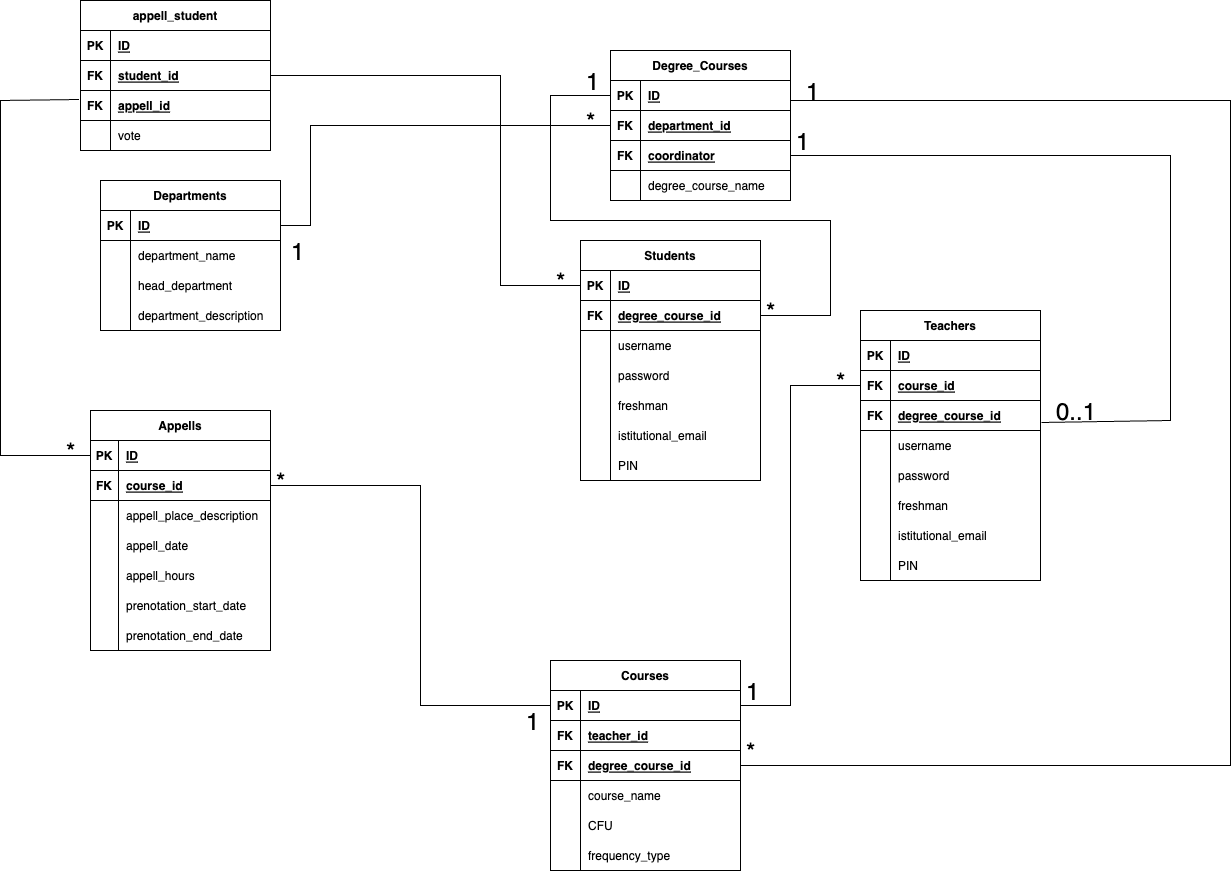 appell_student
PK ID
FK student_id
FK appell_id
vote
Degree_Courses
PK ID
FK department_id
FK coordinator
degree_course_name
1
*
1
1
Departments
PK ID
department_name
head_department
department_description
1
Students
PK ID
FK degree_course_id
username
password
freshman
istitutional_email
PIN
*
*
Teachers
PK ID
FK course_id
FK degree_course_id
username
password
freshman
istitutional_email
PIN
*
0..1
Appells
PK ID
FK course_id
appell_place_description
appell_date
appell_hours
prenotation_start_date
prenotation_end_date
*
*
Courses
PK ID
FK teacher_id
FK degree_course_id
course_name
CFU
frequency_type
1
1
*